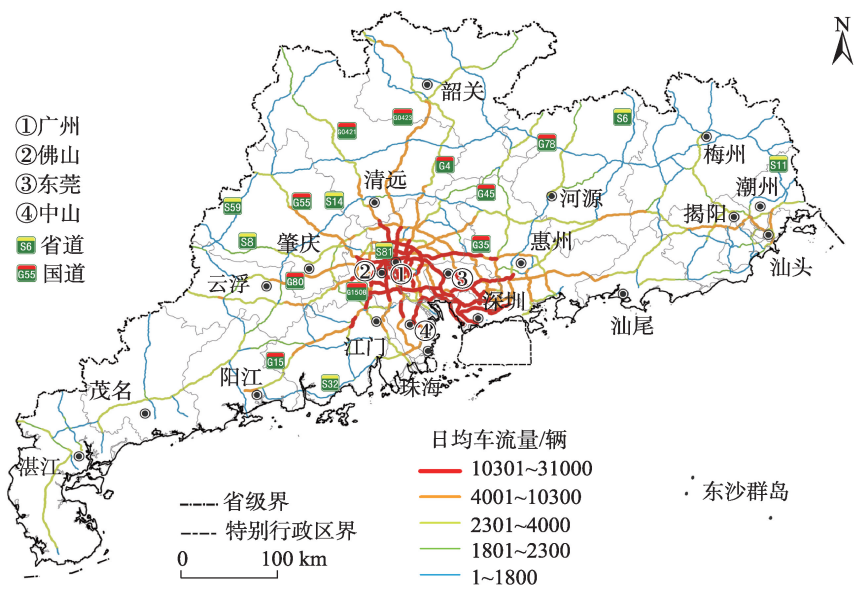 N
①广州
②佛山
③东莞
④中山
S6 省道
G55 国道
韶关
G0421
G0423
S6
G78
梅州
S11
G4
清远
G45
河源
潮州
S59
G55
S14
揭阳
S8
肇庆
S81
G35
惠州
汕头
云浮
G80
②
①
③
G1508
深圳
汕尾
④
江门
G15
阳江
S32
珠海
茂名
湛江
东沙群岛
日均车流量/辆
10301~31000
4001~10300
2301~4000
1801~2300
1~1800
省级界
特别行政区界
0 100 km